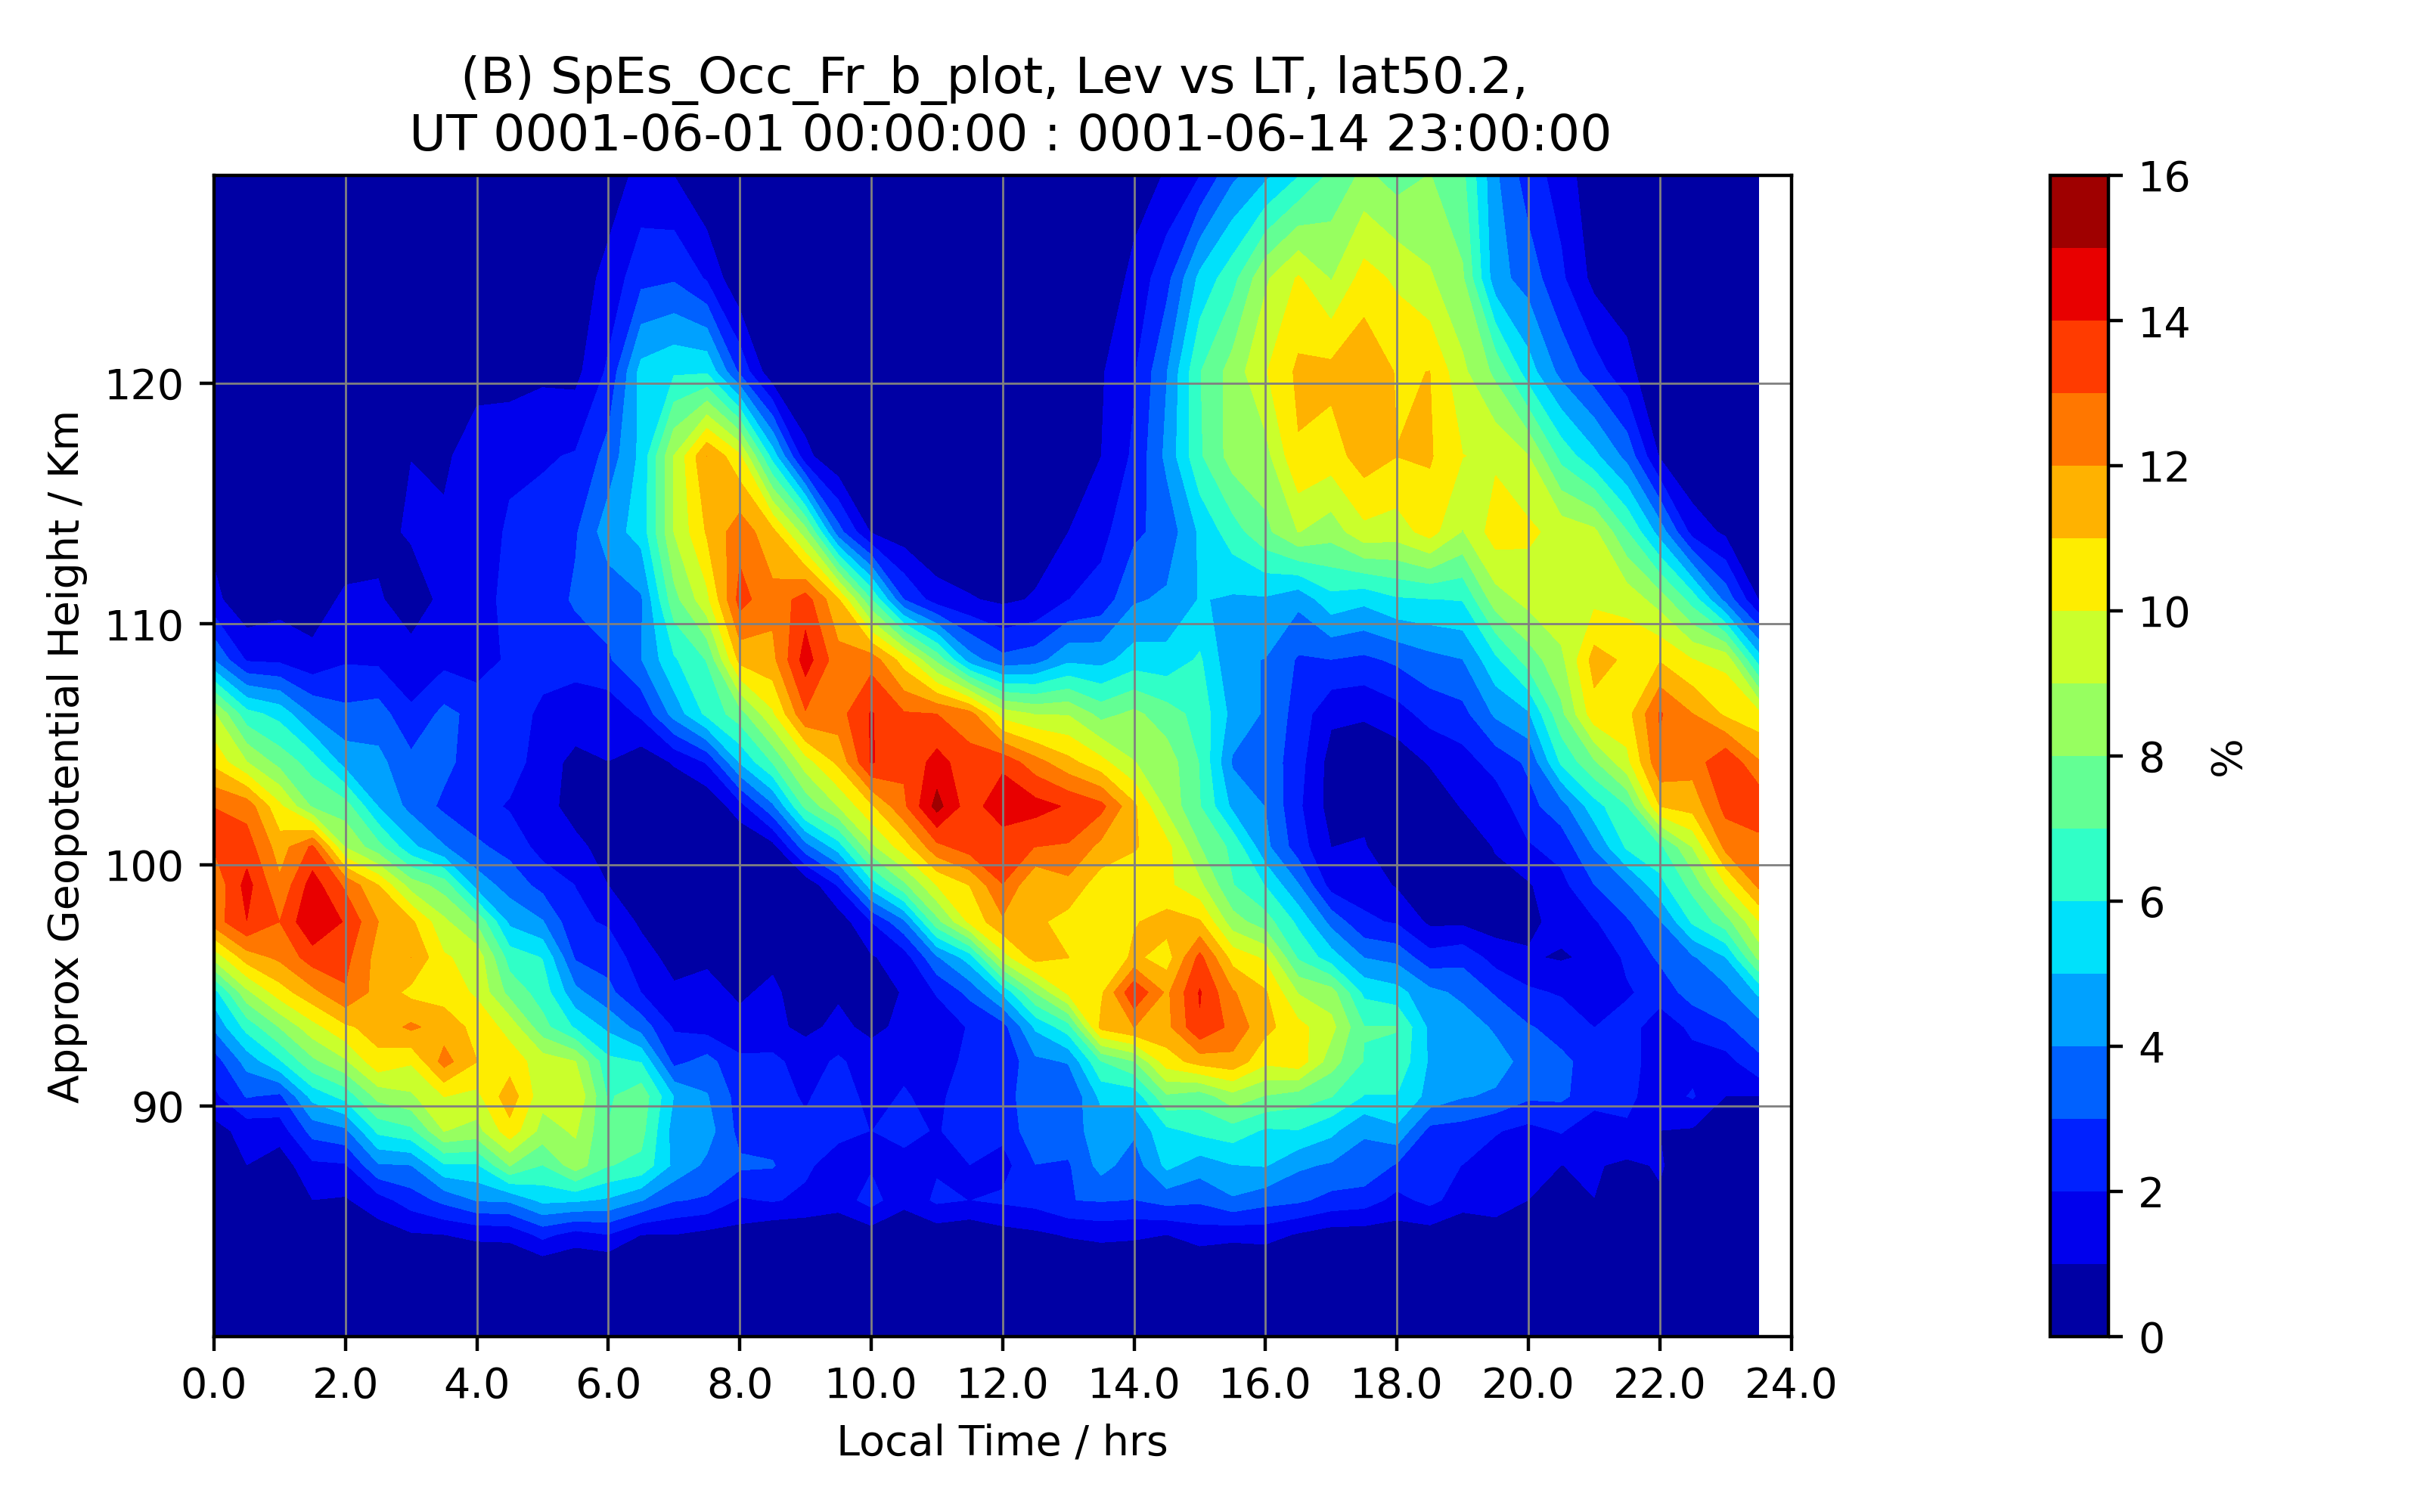 (B) SpEs_Occ_Fr_b_plot, Lev vs LT, lat50.2,
UT 0001-06-01 00:00:00 : 0001-06-14 23:00:00
Approx Geopotential Height / Km
120
110
100
90
0.0 2.0 4.0 6.0 8.0 10.0 12.0 14.0 16.0 18.0 20.0 22.0 24.0
Local Time / hrs
16
14
12
10
8
6
4
2
0
%